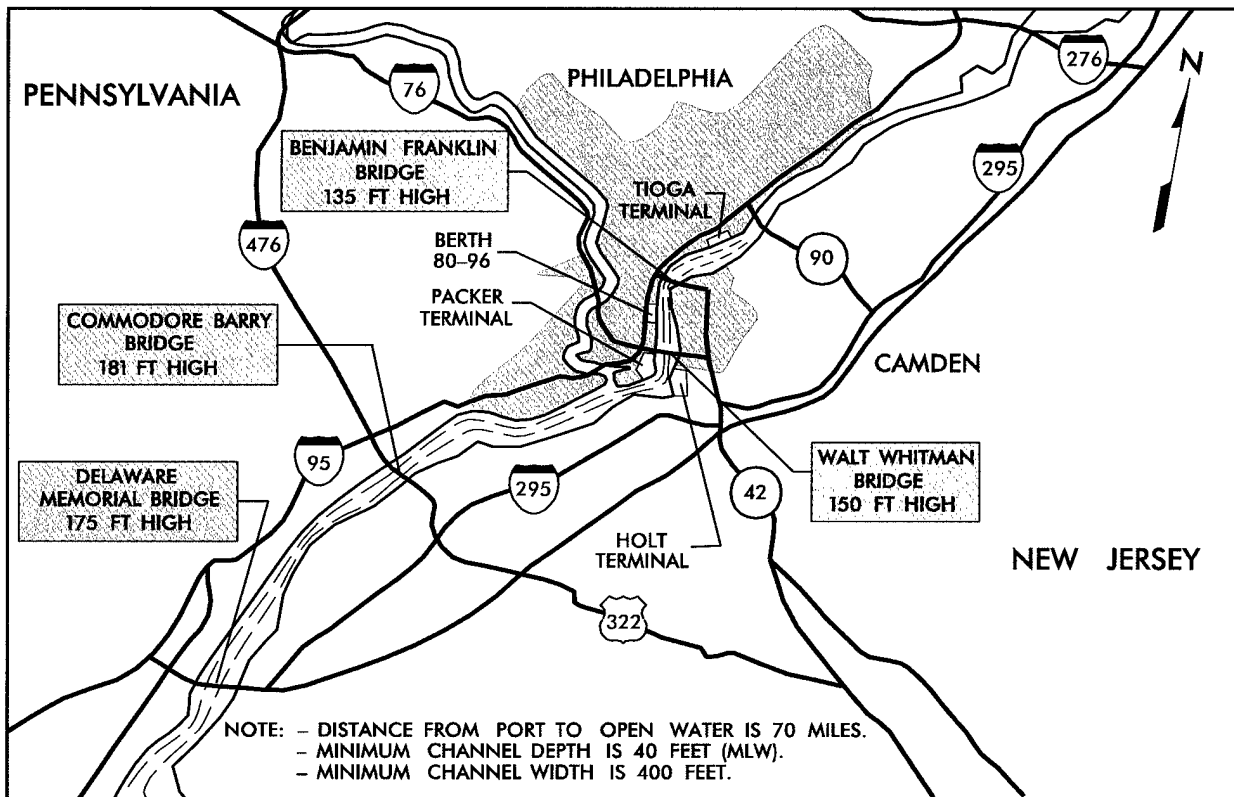 PENNSYLVANIA
76
PHILADELPHIA
276
N
BENJAMIN FRANKLIN
BRIDGE
135 FT HIGH
295
TIOGA
TERMINAL
476
BERTH
80–96
90
PACKER
TERMINAL
COMMODORE BARRY
BRIDGE
181 FT HIGH
CAMDEN
95
DELAWARE
MEMORIAL BRIDGE
175 FT HIGH
295
42
WALT WHITMAN
BRIDGE
150 FT HIGH
HOLT
TERMINAL
NEW JERSEY
322
NOTE: – DISTANCE FROM PORT TO OPEN WATER IS 70 MILES.
– MINIMUM CHANNEL DEPTH IS 40 FEET (MLW).
– MINIMUM CHANNEL WIDTH IS 400 FEET.